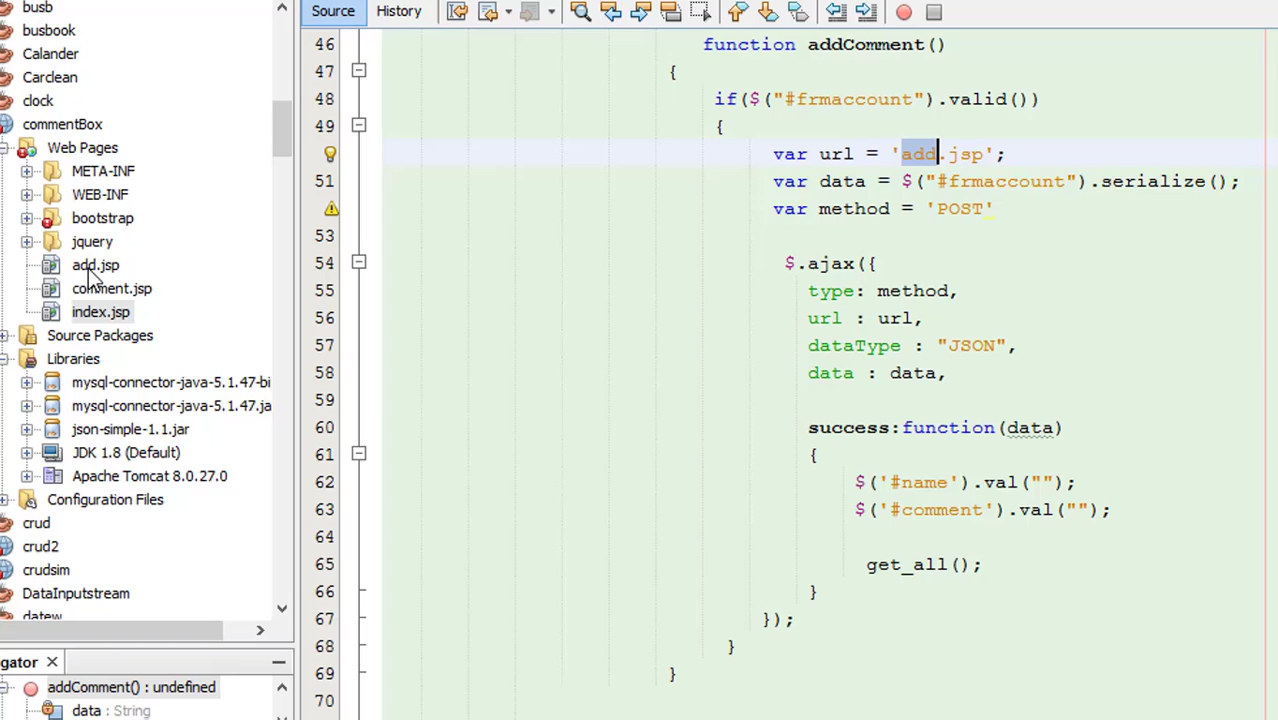 busb
busbook
Calander
Carclean
clock
commentBox
Web Pages
META-INF
WEB-INF
bootstrap
jquery
add.jsp
comment.jsp
index.jsp
Source Packages
Libraries
mysql-connector-java-5.1.47-bi
mysql-connector-java-5.1.47.ja
json-simple-1.1.jar
JDK 1.8 (Default)
Apache Tomcat 8.0.27.0
Configuration Files
crud
crud2
crudsim
DataInputstream
datew
gator
addComment() : undefined
data : String
Source History
46 function addComment()
47 {
48 if($("#frmaccount").valid())
49 {
var url = 'add.jsp';
51 var data = $("#frmaccount").serialize();
var method = 'POST'
53
54 $.ajax({
55 type: method,
56 url : url,
57 dataType : "JSON",
58 data : data,
59
60 success:function(data)
61 {
62 $('#name').val("");
63 $('#comment').val("");
64
65 get_all();
66 }
67 });
68 }
69 }
70